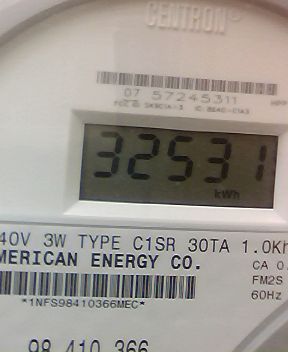 CENTRON®
07 57245311
32531
kWh
40V 3W TYPE C1SR 30TA 1.0Kh
MERICAN ENERGY CO.
CA 0.
*1NFS98410366MEC*
FM2S
60Hz
98 410 366